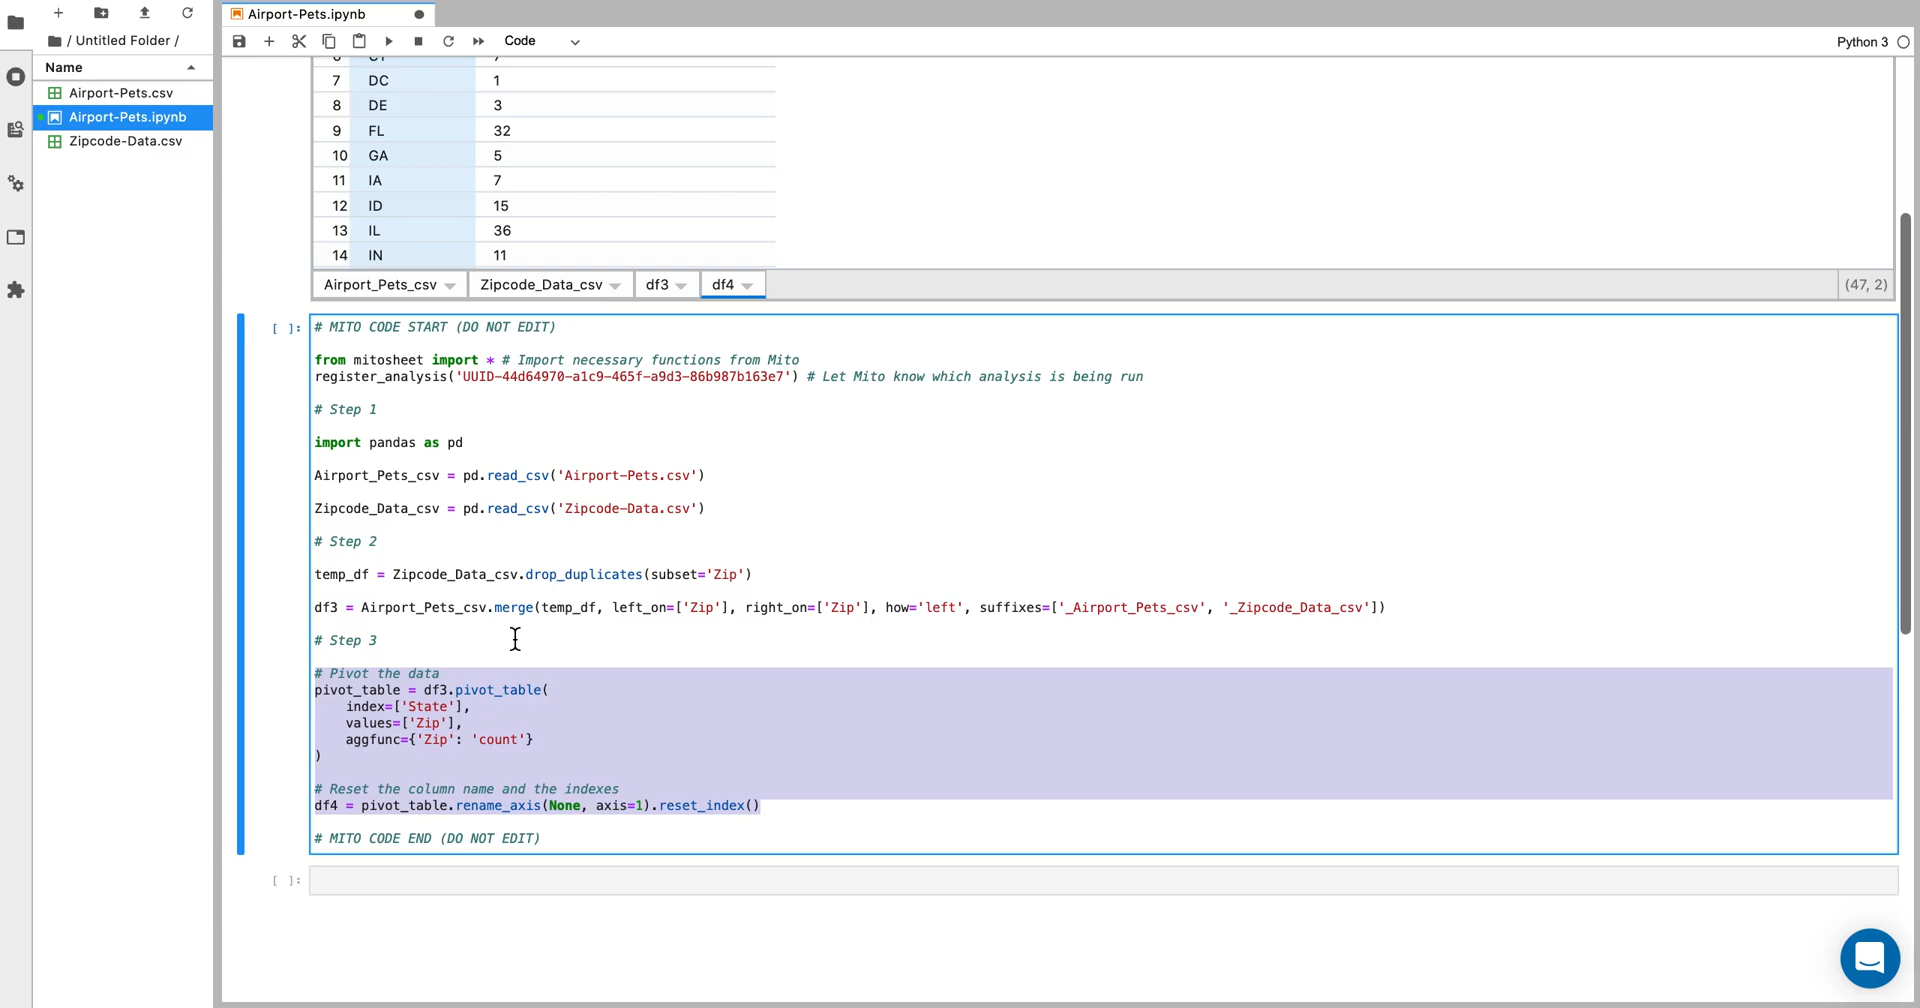 Airport-Pets.ipynb
/ Untitled Folder /
Code
Python 3
Name
Airport-Pets.csv
Airport-Pets.ipynb
Zipcode-Data.csv
7 DC 1
8 DE 3
9 FL 32
10 GA 5
11 IA 7
12 ID 15
13 IL 36
14 IN 11
Airport_Pets_csv Zipcode_Data_csv df3 df4 (47, 2)
[ ]: # MITO CODE START (DO NOT EDIT)
from mitosheet import * # Import necessary functions from Mito
register_analysis('UUID-44d64970-a1c9-465f-a9d3-86b987b163e7') # Let Mito know which analysis is being run
# Step 1
import pandas as pd
Airport_Pets_csv = pd.read_csv('Airport-Pets.csv')
Zipcode_Data_csv = pd.read_csv('Zipcode-Data.csv')
# Step 2
temp_df = Zipcode_Data_csv.drop_duplicates(subset='Zip')
df3 = Airport_Pets_csv.merge(temp_df, left_on=['Zip'], right_on=['Zip'], how='left', suffixes=['_Airport_Pets_csv', '_Zipcode_Data_csv'])
# Step 3
# Pivot the data
pivot_table = df3.pivot_table(
    index=['State'],
    values=['Zip'],
    aggfunc={'Zip': 'count'}
)
# Reset the column name and the indexes
df4 = pivot_table.rename_axis(None, axis=1).reset_index()
# MITO CODE END (DO NOT EDIT)
[ ]: